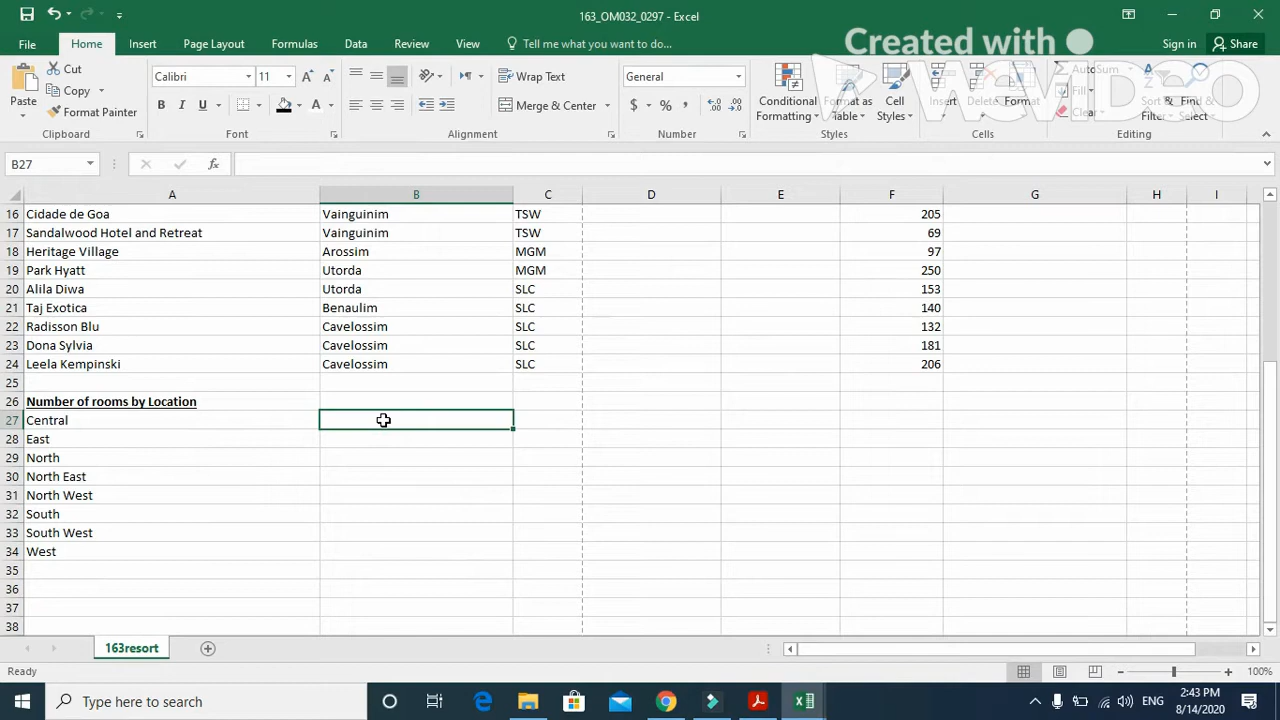 163_OM032_0297 - Excel
Created with
WEVIDEO
File Home Insert Page Layout Formulas Data Review View Tell me what you want to do... Sign in Share
Paste Cut Copy Format Painter Clipboard
Calibri 11 A A B I U A Font
Wrap Text Merge & Center Alignment
General $ % , Number
Conditional Formatting Format as Table Cell Styles Styles
Insert Delete Format Cells
AutoSum Fill Clear Sort & Filter Find & Select Editing
B27 fx
A B C D E F G H I
16 Cidade de Goa Vainguinim TSW 205
17 Sandalwood Hotel and Retreat Vainguinim TSW 69
18 Heritage Village Arossim MGM 97
19 Park Hyatt Utorda MGM 250
20 Alila Diwa Utorda SLC 153
21 Taj Exotica Benaulim SLC 140
22 Radisson Blu Cavelossim SLC 132
23 Dona Sylvia Cavelossim SLC 181
24 Leela Kempinski Cavelossim SLC 206
25
26 Number of rooms by Location
27 Central
28 East
29 North
30 North East
31 North West
32 South
33 South West
34 West
35
36
37
38
163resort
Ready 100%
Type here to search
2:43 PM
8/14/2020